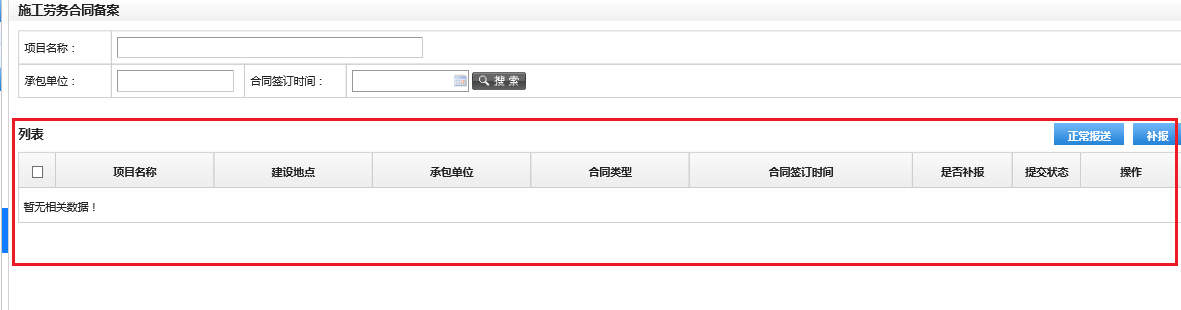 施工劳务合同备案
项目名称：
承包单位： 合同签订时间： 搜 索
列表 正常报送 补报
项目名称 建设地点 承包单位 合同类型 合同签订时间 是否补报 提交状态 操作
暂无相关数据！